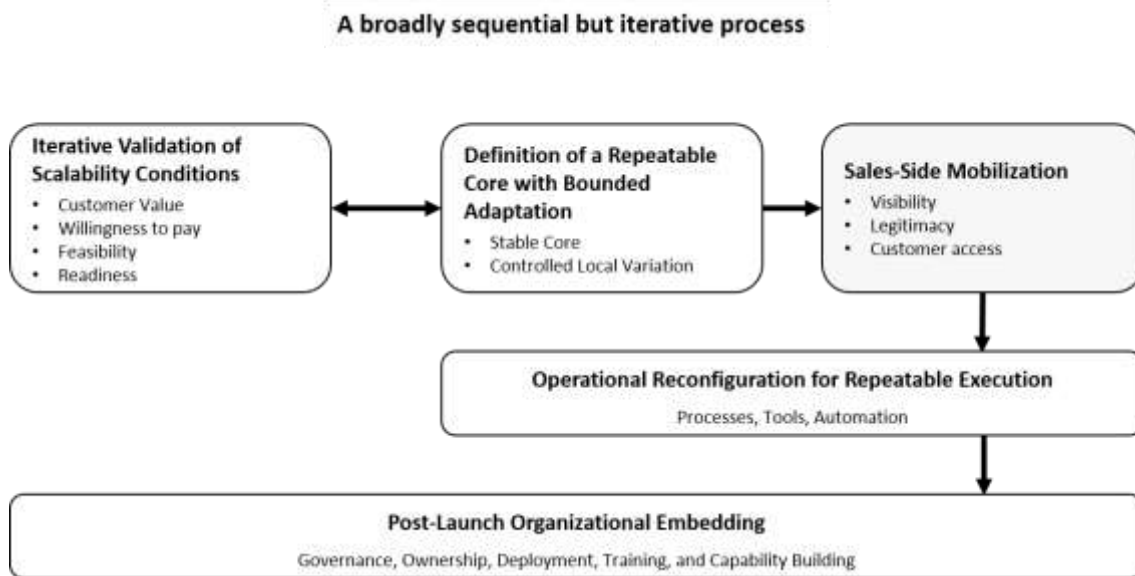 A broadly sequential but iterative process
Iterative Validation of
Scalability Conditions
• Customer Value
• Willingness to pay
• Feasibility
• Readiness
Definition of a Repeatable
Core with Bounded
Adaptation
• Stable Core
• Controlled Local Variation
Sales-Side Mobilization
• Visibility
• Legitimacy
• Customer access
Operational Reconfiguration for Repeatable Execution
Processes, Tools, Automation
Post-Launch Organizational Embedding
Governance, Ownership, Deployment, Training, and Capability Building